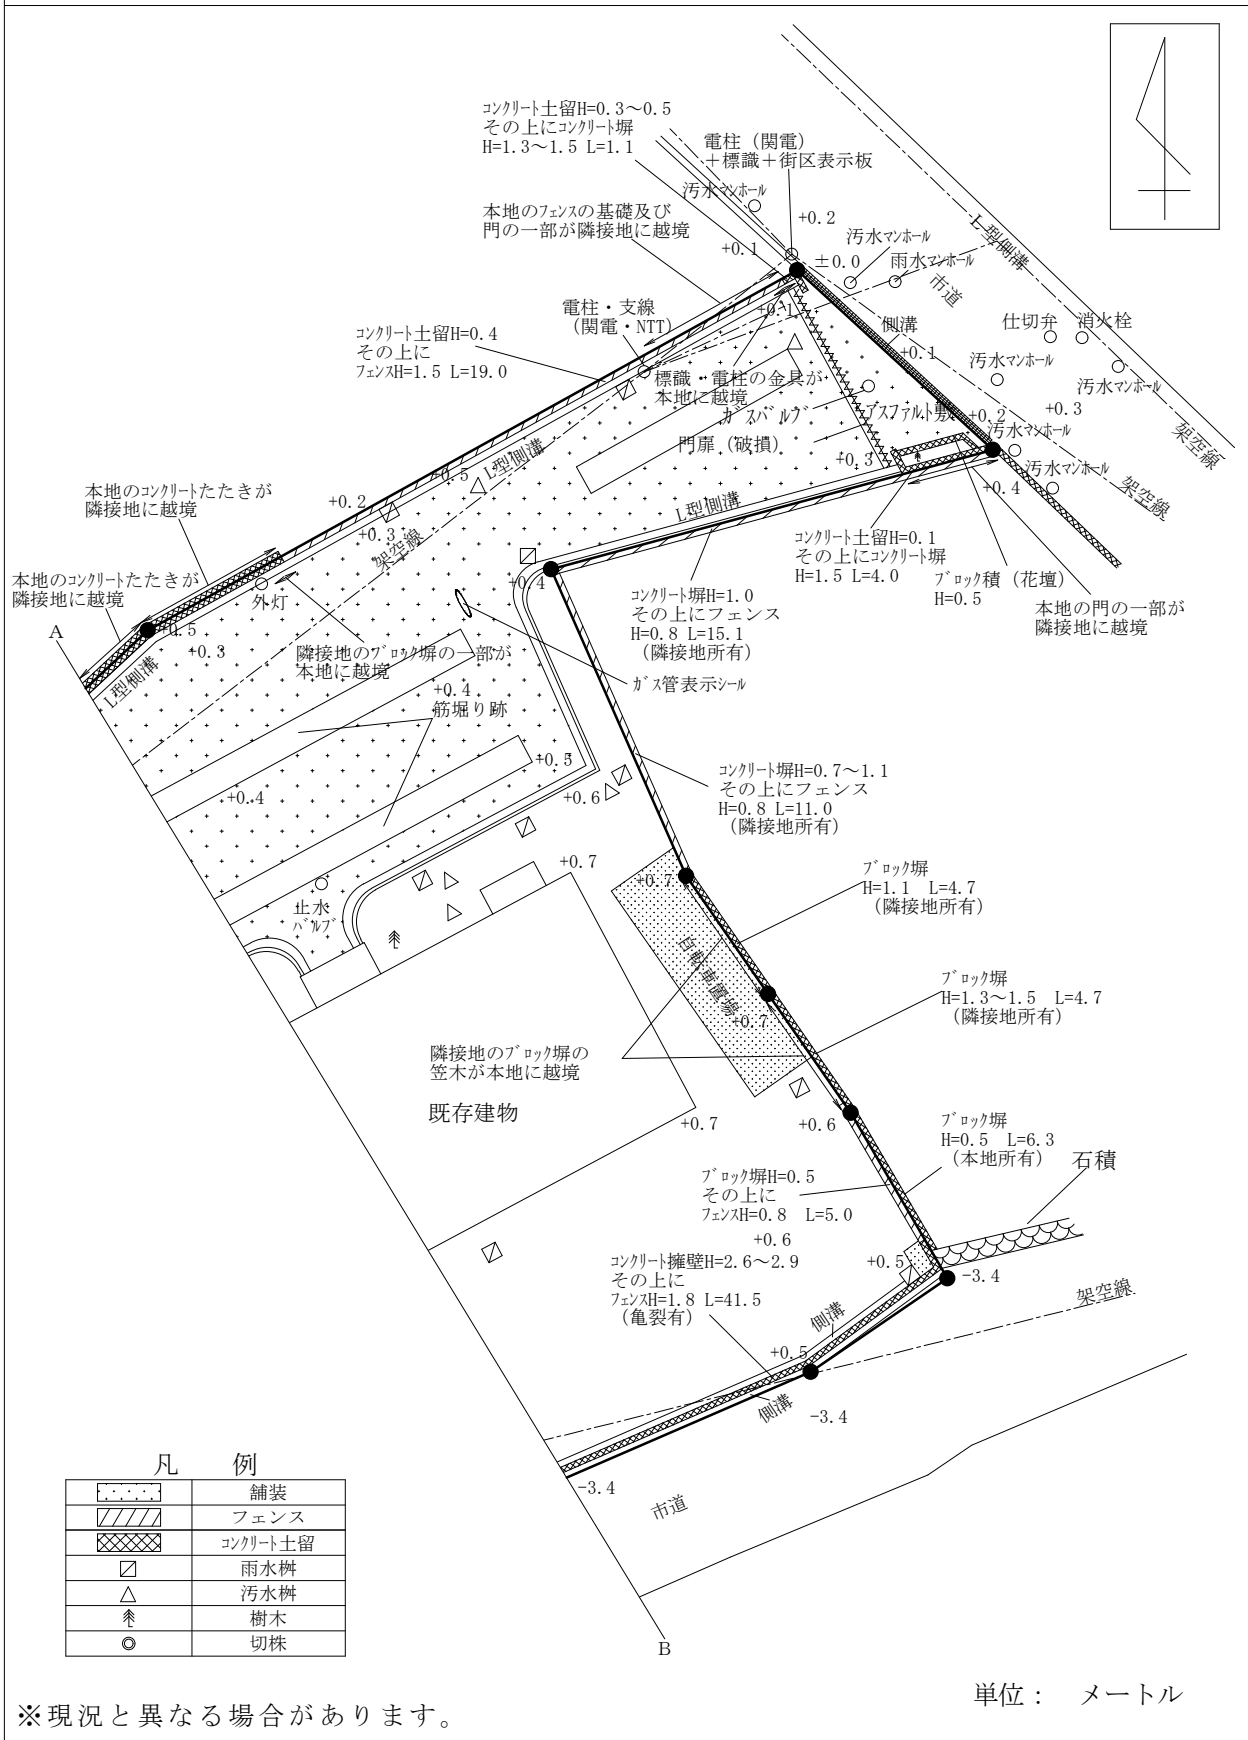 コンクリート土留H=0.3〜0.5
その上にコンクリート塀
H=1.3〜1.5 L=1.1
電柱（関電）
＋標識＋街区表示板
汚水マンホール
+0.2
本地のフェンスの基礎及び
門の一部が隣接地に越境
+0.1
汚水マンホール
L型側溝
±0.0
雨水マンホール
市道
電柱・支線
（関電・NTT）
+0.1
側溝
仕切弁
消火栓
コンクリート土留H=0.4
その上に
フェンスH=1.5 L=19.0
+0.1
汚水マンホール
汚水マンホール
標識・電柱の金具が
本地に越境
ガスバルブ
アスファルト敷
+0.2
+0.3
汚水マンホール
架空線
門扉（破損）
+0.3
汚水マンホール
L型側溝
+0.5
+0.4
架空線
本地のコンクリートたたきが
隣接地に越境
+0.2
L型側溝
+0.3
架空線
コンクリート土留H=0.1
その上にコンクリート塀
H=1.5 L=4.0
ブロック積（花壇）
H=0.5
本地の門の一部が
隣接地に越境
本地のコンクリートたたきが
隣接地に越境
+0.4
外灯
コンクリート塀H=1.0
その上にフェンス
H=0.8 L=15.1
（隣接地所有）
A
+0.5
+0.3
隣接地のブロック塀の一部が
本地に越境
L型側溝
ガス管表示シール
+0.4
筋堀り跡
+0.5
+0.4
+0.6
コンクリート塀H=0.7〜1.1
その上にフェンス
H=0.8 L=11.0
（隣接地所有）
+0.7
+0.7
ブロック塀
H=1.1 L=4.7
（隣接地所有）
止水
バルブ
自転車置場
ブロック塀
H=1.3〜1.5 L=4.7
（隣接地所有）
+0.7
隣接地のブロック塀の
笠木が本地に越境
既存建物
+0.7
+0.6
ブロック塀
H=0.5 L=6.3
（本地所有）
石積
ブロック塀H=0.5
その上に
フェンスH=0.8 L=5.0
+0.6
コンクリート擁壁H=2.6〜2.9
その上に
フェンスH=1.8 L=41.5
（亀裂有）
+0.5
-3.4
架空線
側溝
+0.5
側溝
-3.4
-3.4
市道
凡 例
舗装
フェンス
コンクリート土留
雨水桝
汚水桝
樹木
切株
B
単位： メートル
※現況と異なる場合があります。